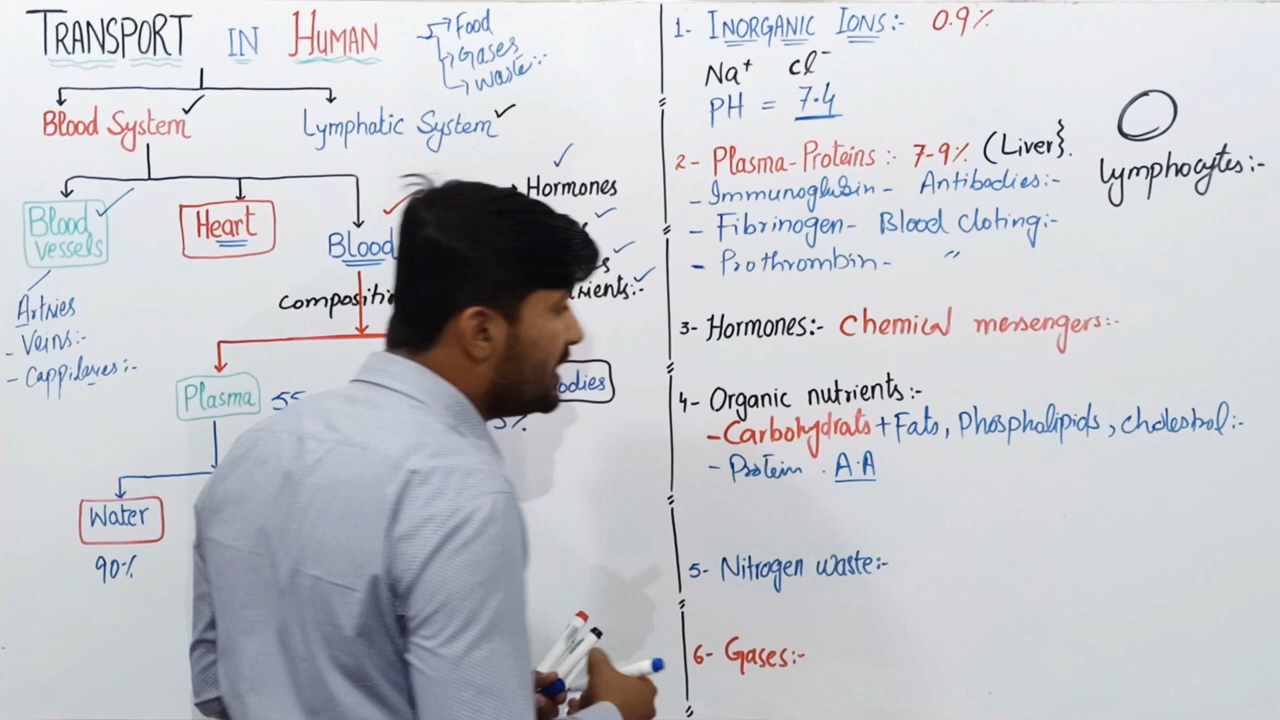 TRANSPORT IN HUMAN
Food
Gases
Waste:-
Blood System
Lymphatic System
Blood vessels
Heart
Blood
Hormones
Artries
- Veins:-
- Cappilaries:-
Plasma
Water
90%
1- INORGANIC IONS:- 0.9%
Na⁺ Cl⁻
PH = 7.4
2- Plasma-Proteins:- 7-9% (Liver}.
- Immunoglubin - Antibodies:-
- Fibrinogen- Blood Cloting:-
- Prothrombin- "
3- Hormones:- Chemical messengers:-
4- Organic nutrients:-
- Carbohydrats + Fats, Phospholipids, cholestrol:-
- Protein . A.A
5- Nitrogen waste:-
6- Gases:-
Lymphocytes:-